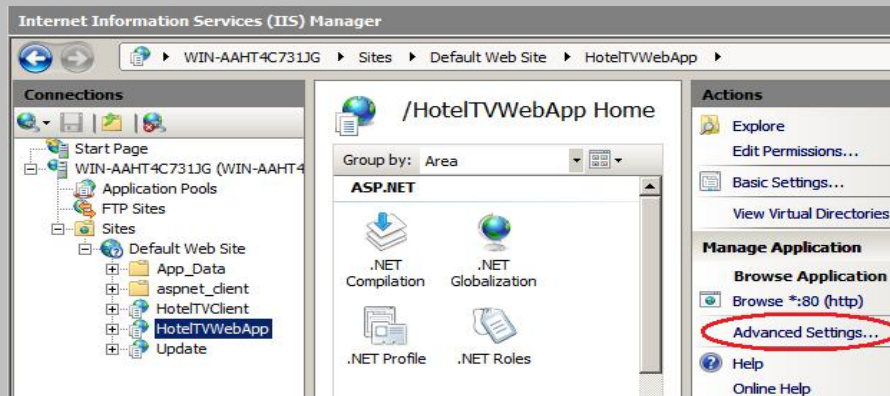 Internet Information Services (IIS) Manager
WIN-AAHT4C731JG Sites Default Web Site HotelTVWebApp
Connections
Start Page
WIN-AAHT4C731JG (WIN-AAHT4
Application Pools
FTP Sites
Sites
Default Web Site
App_Data
aspnet_client
HotelTVClient
HotelTVWebApp
Update
/HotelTVWebApp Home
Group by: Area
ASP.NET
.NET Compilation
.NET Globalization
.NET Profile
.NET Roles
Actions
Explore
Edit Permissions...
Basic Settings...
View Virtual Directories
Manage Application
Browse Application
Browse *:80 (http)
Advanced Settings...
Help
Online Help